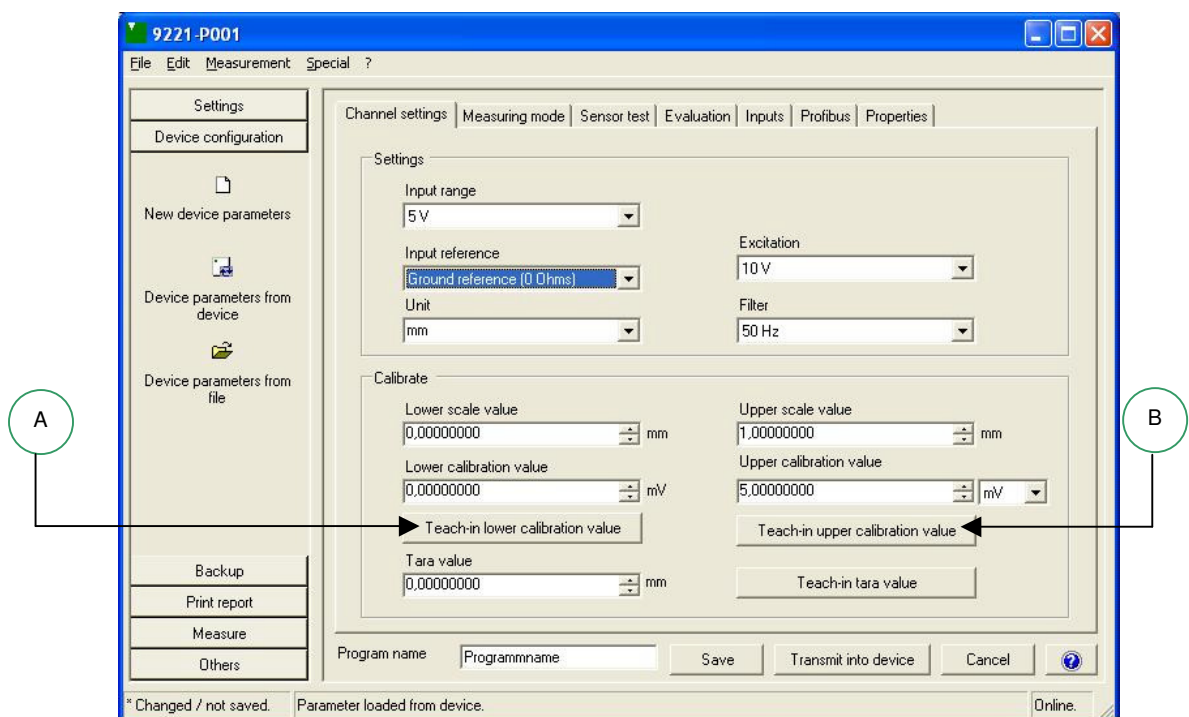 9221-P001
File Edit Measurement Special ?
Settings
Device configuration
New device parameters
Device parameters from
device
Device parameters from
file
Backup
Print report
Measure
Others
Channel settings Measuring mode Sensor test Evaluation Inputs Profibus Properties
Settings
Input range
5 V
Input reference
Ground reference (0 Ohms)
Excitation
10 V
Unit
mm
Filter
50 Hz
Calibrate
Lower scale value
0,00000000 mm
Upper scale value
1,00000000 mm
Lower calibration value
0,00000000 mV
Upper calibration value
5,00000000 mV
Teach-in lower calibration value
Teach-in upper calibration value
Tara value
0,00000000 mm
Teach-in tara value
Program name Programmname Save Transmit into device Cancel ?
* Changed / not saved. Parameter loaded from device. Online.
A
B